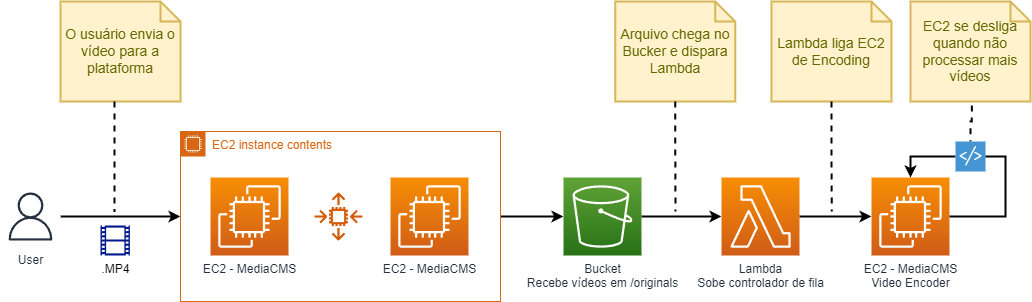 O usuário envia o
vídeo para a
plataforma
Arquivo chega no
Bucker e dispara
Lambda
Lambda liga EC2
de Encoding
EC2 se desliga
quando não
processar mais
vídeos
EC2 instance contents
</>
User
.MP4
EC2 - MediaCMS
EC2 - MediaCMS
Bucket
Recebe vídeos em /originals
Lambda
Sobe controlador de fila
EC2 - MediaCMS
Video Encoder